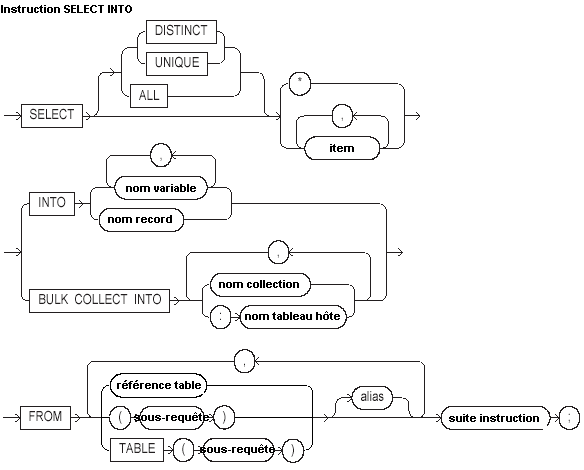 Instruction SELECT INTO
DISTINCT
UNIQUE
ALL
*
SELECT
,
item
,
nom variable
INTO
nom record
,
nom collection
BULK COLLECT INTO
: nom tableau hôte
,
référence table
alias
FROM ( sous-requête ) suite instruction ;
TABLE ( sous-requête )